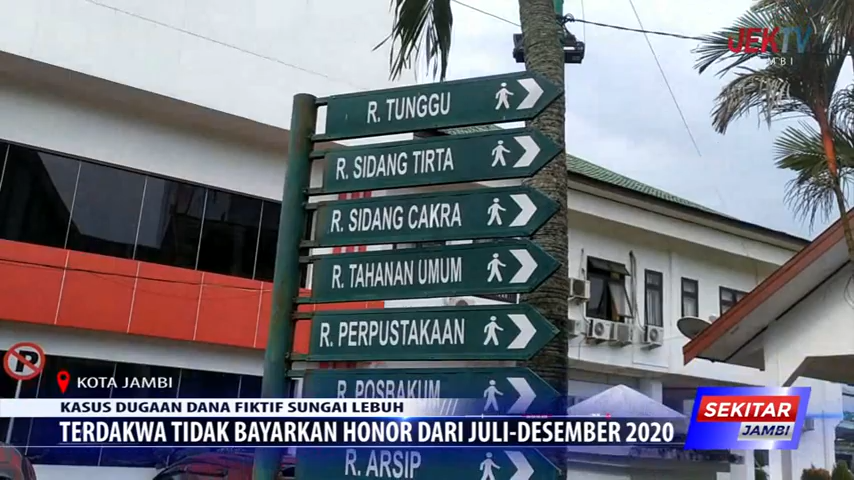 JEKTV
JAMBI
R. TUNGGU
R. SIDANG TIRTA
R. SIDANG CAKRA
R. TAHANAN UMUM
R. PERPUSTAKAAN
R. POSBAKUM
R. ARSIP
P
KOTA JAMBI
KASUS DUGAAN DANA FIKTIF SUNGAI LEBUH
TERDAKWA TIDAK BAYARKAN HONOR DARI JULI-DESEMBER 2020
SEKITAR
JAMBI